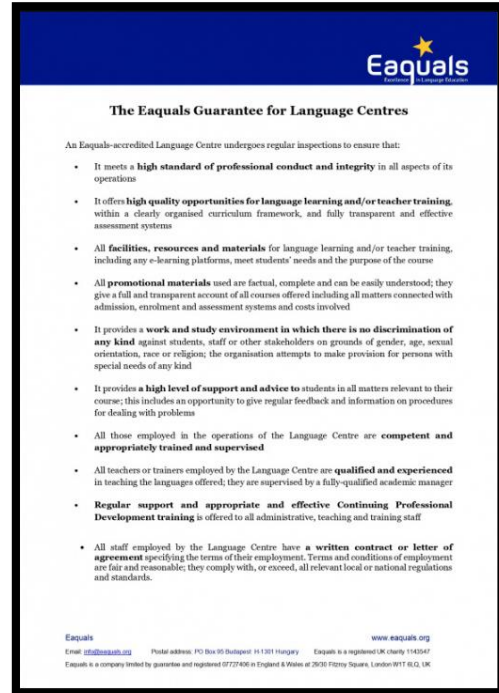 Eaquals
Excellence in Language Education
The Eaquals Guarantee for Language Centres
An Eaquals-accredited Language Centre undergoes regular inspections to ensure that:
• It meets a high standard of professional conduct and integrity in all aspects of its
operations
• It offers high quality opportunities for language learning and/or teacher training,
within a clearly organised curriculum framework, and fully transparent and effective
assessment systems
• All facilities, resources and materials for language learning and/or teacher training,
including any e-learning platforms, meet students' needs and the purpose of the course
• All promotional materials used are factual, complete and can be easily understood; they
give a full and transparent account of all courses offered including all matters connected with
admission, enrolment and assessment systems and costs involved
• It provides a work and study environment in which there is no discrimination of
any kind against students, staff or other stakeholders on grounds of gender, age, sexual
orientation, race or religion; the organisation attempts to make provision for persons with
special needs of any kind
• It provides a high level of support and advice to students in all matters relevant to their
course; this includes an opportunity to give regular feedback and information on procedures
for dealing with problems
• All those employed in the operations of the Language Centre are competent and
appropriately trained and supervised
• All teachers or trainers employed by the Language Centre are qualified and experienced
in teaching the languages offered; they are supervised by a fully-qualified academic manager
• Regular support and appropriate and effective Continuing Professional
Development training is offered to all administrative, teaching and training staff
• All staff employed by the Language Centre have a written contract or letter of
agreement specifying the terms of their employment. Terms and conditions of employment
are fair and reasonable; they comply with, or exceed, all relevant local or national regulations
and standards.
Eaquals www.eaquals.org
Email: info@eaquals.org Postal address: PO Box 95 Budapest H-1301 Hungary Eaquals is a registered UK charity 1143547
Eaquals is a company limited by guarantee and registered 07727406 in England & Wales at 29/30 Fitzroy Square, London W1T 6LQ, UK